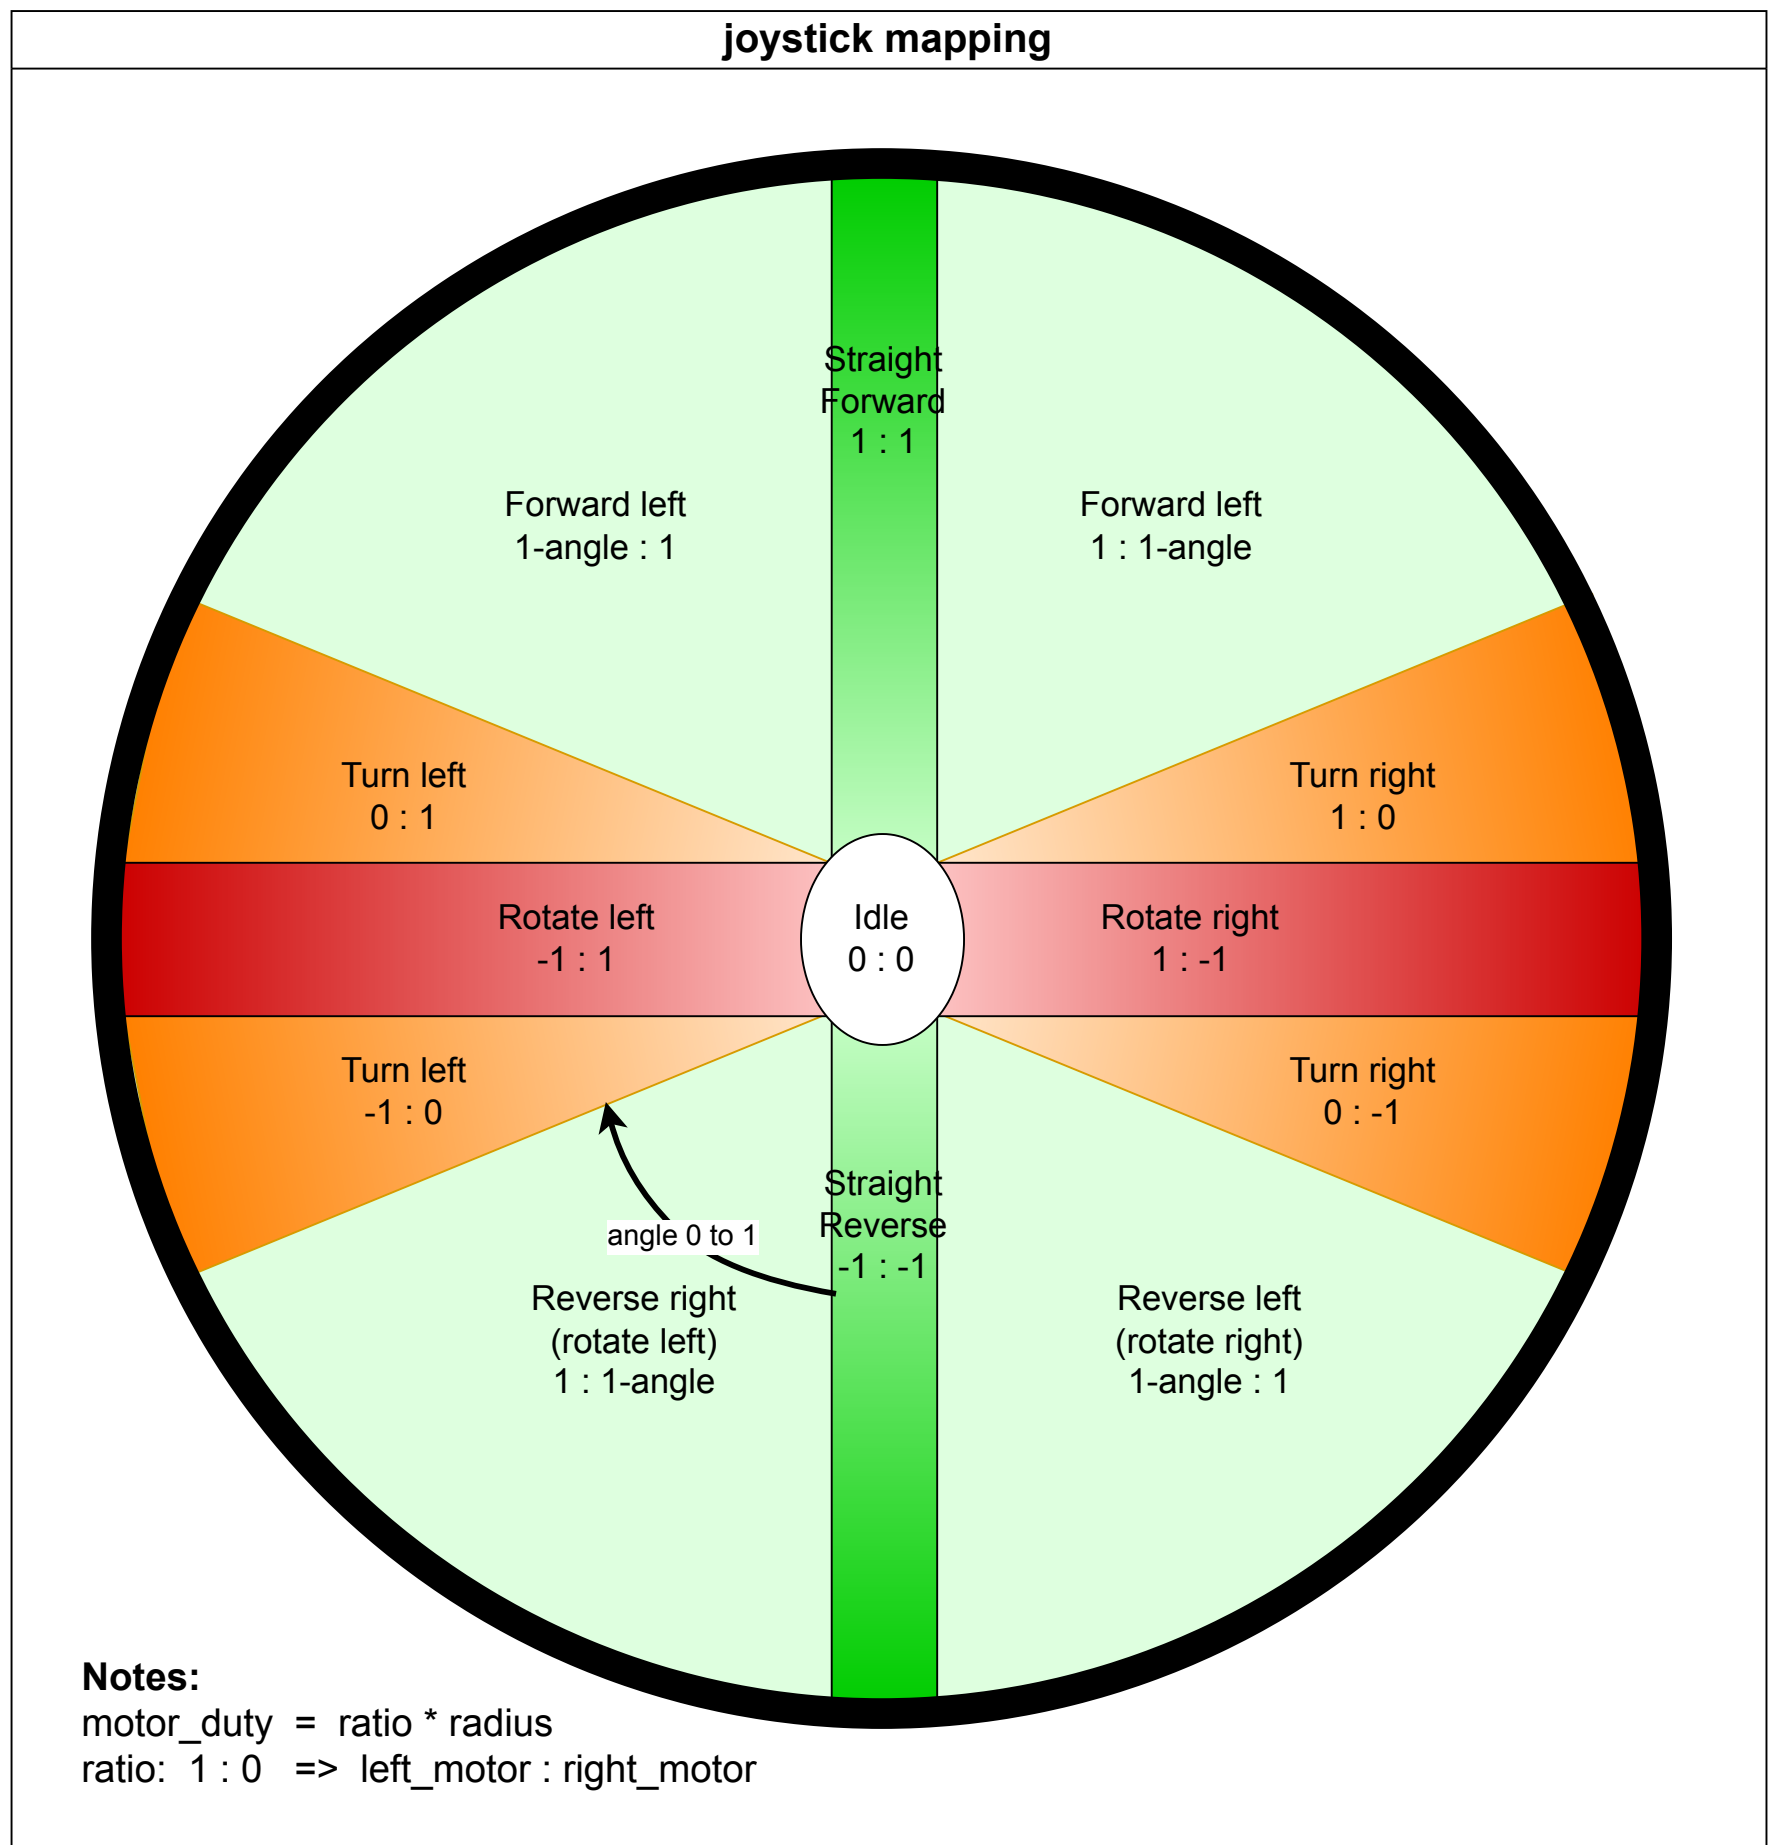 joystick mapping
Straight
Forward
1 : 1
Forward left
1-angle : 1
Forward left
1 : 1-angle
Turn left
0 : 1
Turn right
1 : 0
Rotate left
-1 : 1
Idle
0 : 0
Rotate right
1 : -1
Turn left
-1 : 0
Turn right
0 : -1
Straight
Reverse
-1 : -1
angle 0 to 1
Reverse right
(rotate left)
1 : 1-angle
Reverse left
(rotate right)
1-angle : 1
Notes:
motor_duty = ratio * radius
ratio: 1 : 0 => left_motor : right_motor